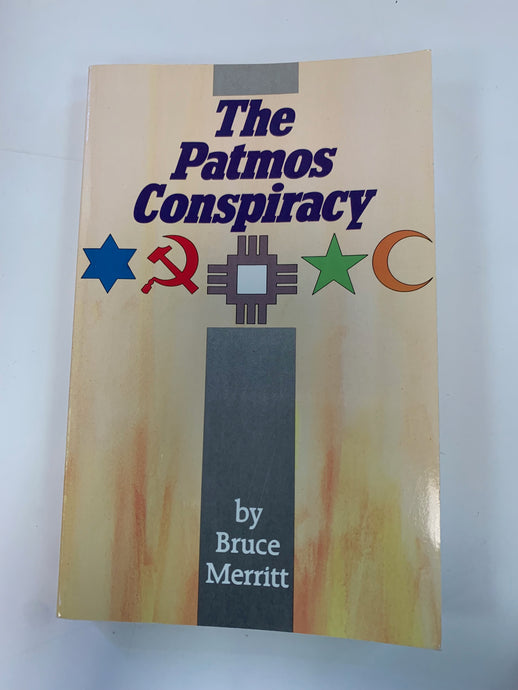 The
Patmos
Conspiracy
by
Bruce
Merritt